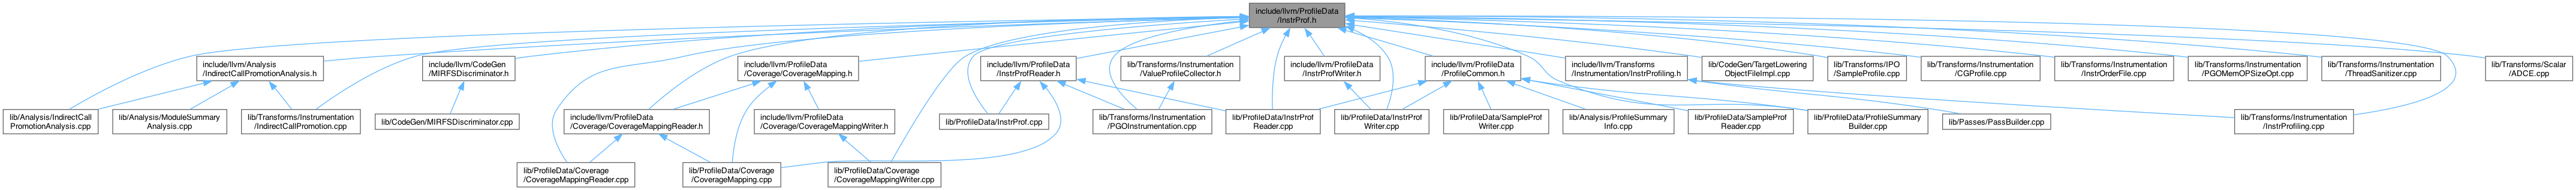 include/llvm/ProfileData
/InstrProf.h
include/llvm/Analysis
/IndirectCallPromotionAnalysis.h
include/llvm/CodeGen
/MIRFSDiscriminator.h
include/llvm/ProfileData
/Coverage/CoverageMapping.h
include/llvm/ProfileData
/InstrProfReader.h
lib/Transforms/Instrumentation
/ValueProfileCollector.h
include/llvm/ProfileData
/InstrProfWriter.h
include/llvm/ProfileData
/ProfileCommon.h
include/llvm/Transforms
/Instrumentation/InstrProfiling.h
lib/CodeGen/TargetLowering
ObjectFileImpl.cpp
lib/Transforms/IPO
/SampleProfile.cpp
lib/Transforms/Instrumentation
/CGProfile.cpp
lib/Transforms/Instrumentation
/InstrOrderFile.cpp
lib/Transforms/Instrumentation
/PGOMemOPSizeOpt.cpp
lib/Transforms/Instrumentation
/ThreadSanitizer.cpp
lib/Transforms/Scalar
/ADCE.cpp
lib/Analysis/IndirectCall
PromotionAnalysis.cpp
lib/Analysis/ModuleSummary
Analysis.cpp
lib/Transforms/Instrumentation
/IndirectCallPromotion.cpp
lib/CodeGen/MIRFSDiscriminator.cpp
include/llvm/ProfileData
/Coverage/CoverageMappingReader.h
include/llvm/ProfileData
/Coverage/CoverageMappingWriter.h
lib/ProfileData/InstrProf.cpp
lib/Transforms/Instrumentation
/PGOInstrumentation.cpp
lib/ProfileData/InstrProf
Reader.cpp
lib/ProfileData/InstrProf
Writer.cpp
lib/ProfileData/SampleProf
Writer.cpp
lib/Analysis/ProfileSummary
Info.cpp
lib/ProfileData/SampleProf
Reader.cpp
lib/ProfileData/ProfileSummary
Builder.cpp
lib/Passes/PassBuilder.cpp
lib/Transforms/Instrumentation
/InstrProfiling.cpp
lib/ProfileData/Coverage
/CoverageMappingReader.cpp
lib/ProfileData/Coverage
/CoverageMapping.cpp
lib/ProfileData/Coverage
/CoverageMappingWriter.cpp